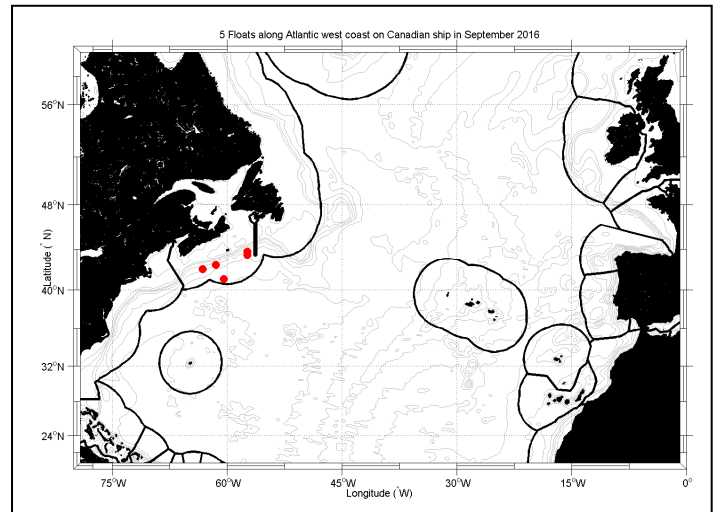 5 Floats along Atlantic west coast on Canadian ship in September 2016
56°N
48°N
40°N
32°N
24°N
Latitude (°N)
75°W
60°W
45°W
30°W
15°W
0°
Longitude (°W)